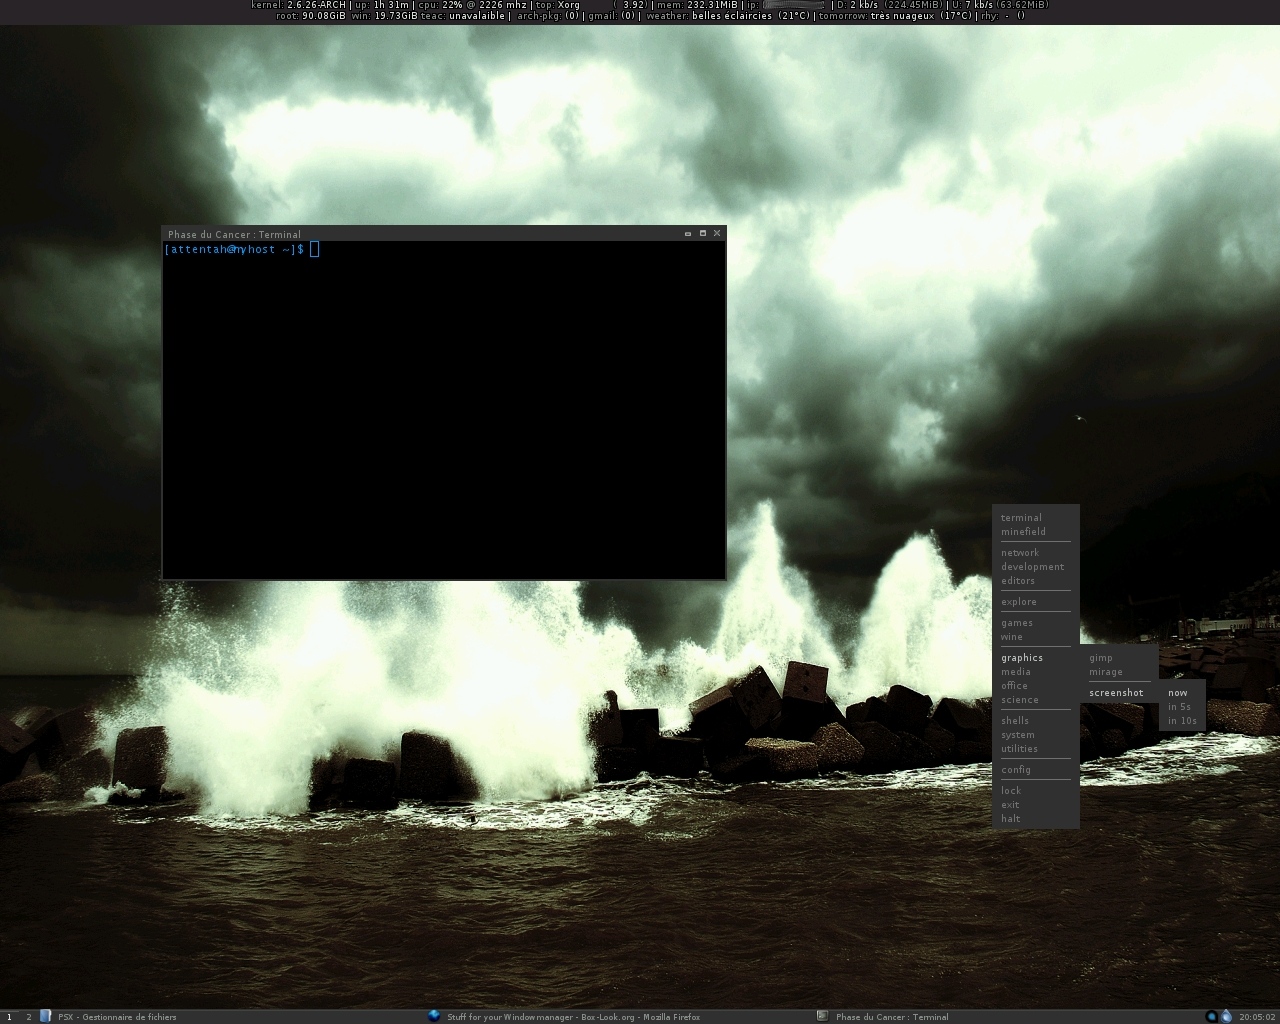 kernel: 2.6.26-ARCH | up: 1h 31m | cpu: 22% @ 2226 mhz | top: Xorg ( 3.92) | mem: 232.31MiB | ip: | D: 2 kb/s (224.45MiB) | U: 7 kb/s (63.62MiB)
root: 90.08GiB win: 19.73GiB teac: unavalaible | arch-pkg: (0) | gmail: (0) | weather: belles eclaircies (21°C) | tomorrow: tres nuageux (17°C) | rhy: - ()
Phase du Cancer : Terminal
[attentah@myhost ~]$
terminal
minefield
network
development
editors
explore
games
wine
graphics
media
office
science
shells
system
utilities
config
lock
exit
halt
gimp
mirage
screenshot
now
in 5s
in 10s
1 2 PSX - Gestionnaire de fichiers Stuff for your Window manager - Box-Look.org - Mozilla Firefox Phase du Cancer : Terminal 20:05:02